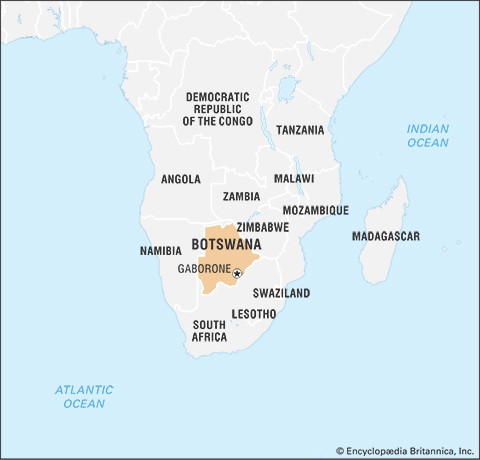 DEMOCRATIC
REPUBLIC
OF THE CONGO
TANZANIA
INDIAN
OCEAN
ANGOLA
MALAWI
ZAMBIA
MOZAMBIQUE
ZIMBABWE
MADAGASCAR
BOTSWANA
NAMIBIA
GABORONE
SWAZILAND
LESOTHO
SOUTH
AFRICA
ATLANTIC
OCEAN
© Encyclopædia Britannica, Inc.